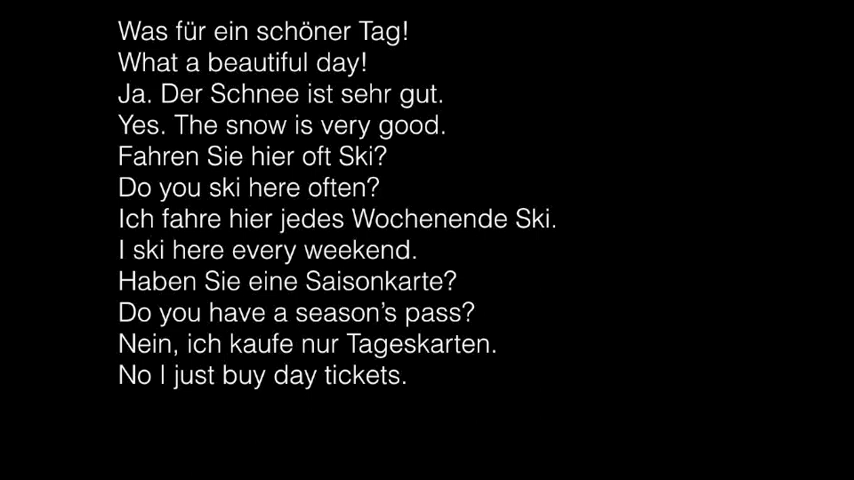 Was für ein schöner Tag!
What a beautiful day!
Ja. Der Schnee ist sehr gut.
Yes. The snow is very good.
Fahren Sie hier oft Ski?
Do you ski here often?
Ich fahre hier jedes Wochenende Ski.
I ski here every weekend.
Haben Sie eine Saisonkarte?
Do you have a season’s pass?
Nein, ich kaufe nur Tageskarten.
No I just buy day tickets.